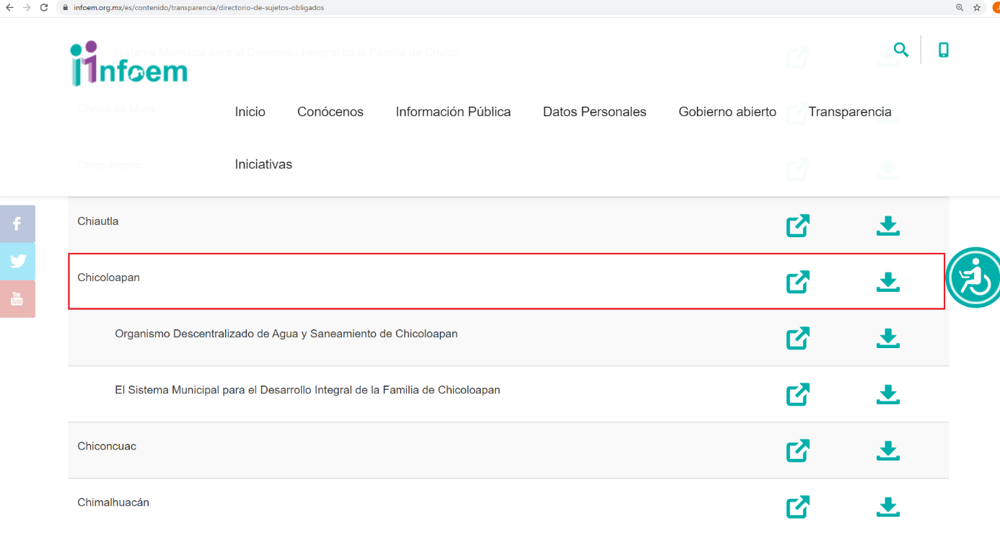 infoem.org.mx/es/contenido/transparencia/directorio-de-sujetos-obligados
Sistema Municipal para el Desarrollo Integral de la Familia de Chalco
infoem
Chapa de Mota
Inicio Conócenos Información Pública Datos Personales Gobierno abierto Transparencia
Chapultepec
Iniciativas
Chiautla
Chicoloapan
Organismo Descentralizado de Agua y Saneamiento de Chicoloapan
El Sistema Municipal para el Desarrollo Integral de la Familia de Chicoloapan
Chiconcuac
Chimalhuacán
You
Tube